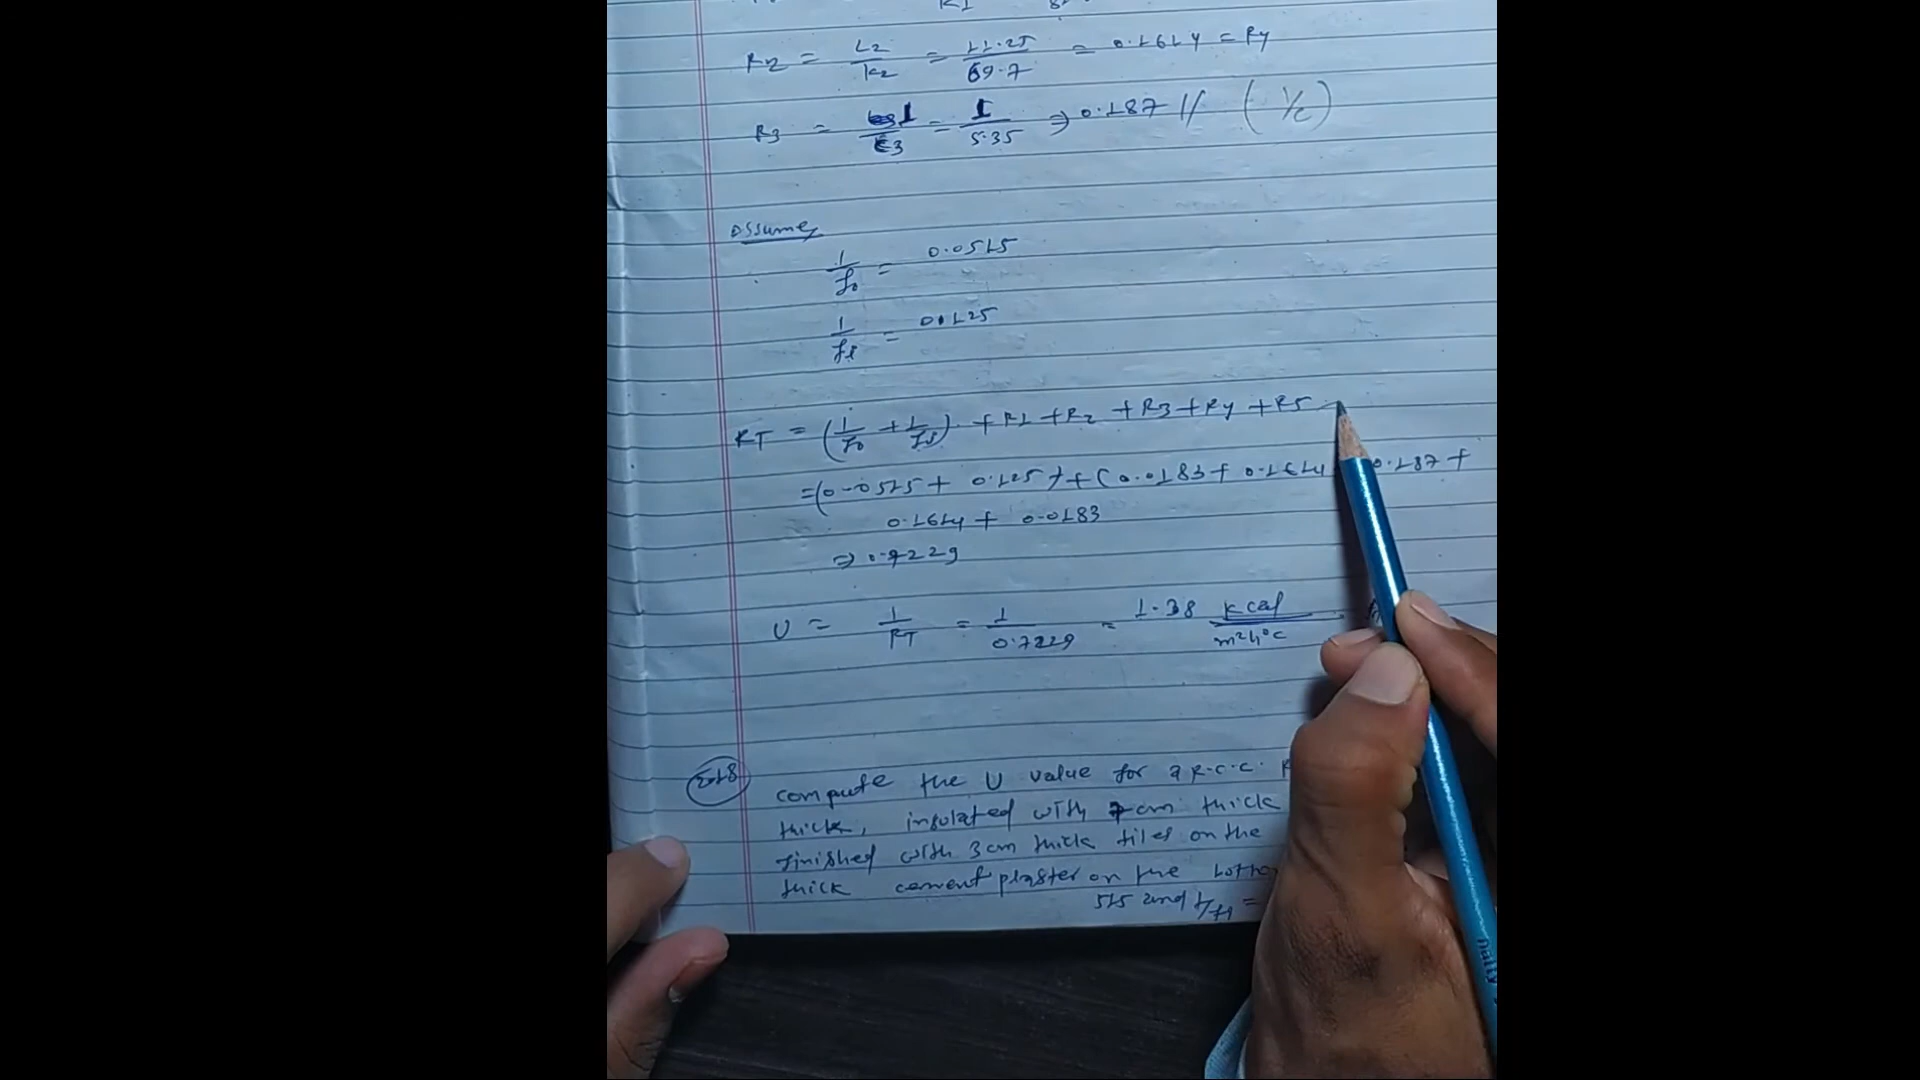 R2 = L2/k2 = 11.25/69.7 = 0.1614 = R4
R3 = 1/c3 = 1/5.35 ⇒ 0.187 // (1/c)
assume,
1/f0 = 0.0515
1/fi = 0.125
RT = (1/f0 + 1/fi) + R1 + R2 + R3 + R4 + R5
= (0.0515 + 0.125) + (0.0183 + 0.1614 0.187 +
0.1614 + 0.0183
⇒ 0.7229
U = 1/RT = 1/0.7229 = 1.38 kcal/m²h°c
compute the U value for a R.C.C.
thick, insulated with 7cm thick
finished with 3cm thick tiles on the
thick cement plaster on the
515 and 1/fi =